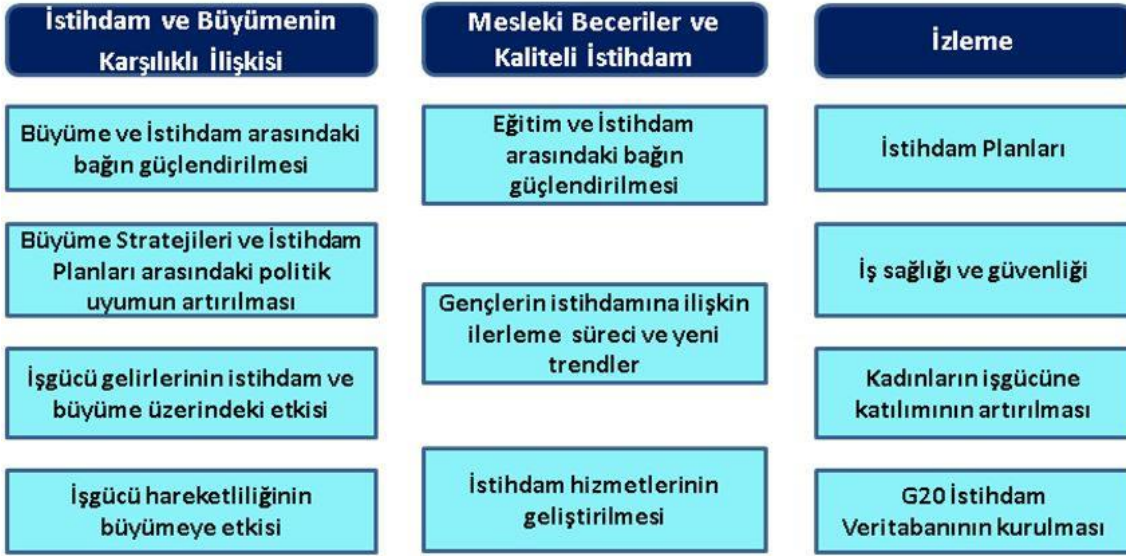 İstihdam ve Büyümenin
Karşılıklı İlişkisi
Büyüme ve İstihdam arasındaki
bağın güçlendirilmesi
Büyüme Stratejileri ve İstihdam
Planları arasındaki politik
uyumun artırılması
İşgücü gelirlerinin istihdam ve
büyüme üzerindeki etkisi
İşgücü hareketliliğinin
büyümeye etkisi
Mesleki Beceriler ve
Kaliteli İstihdam
Eğitim ve İstihdam
arasındaki bağın
güçlendirilmesi
Gençlerin istihdamına ilişkin
ilerleme süreci ve yeni
trendler
İstihdam hizmetlerinin
geliştirilmesi
İzleme
İstihdam Planları
İş sağlığı ve güvenliği
Kadınların işgücüne
katılımının artırılması
G20 İstihdam
Veritabanının kurulması